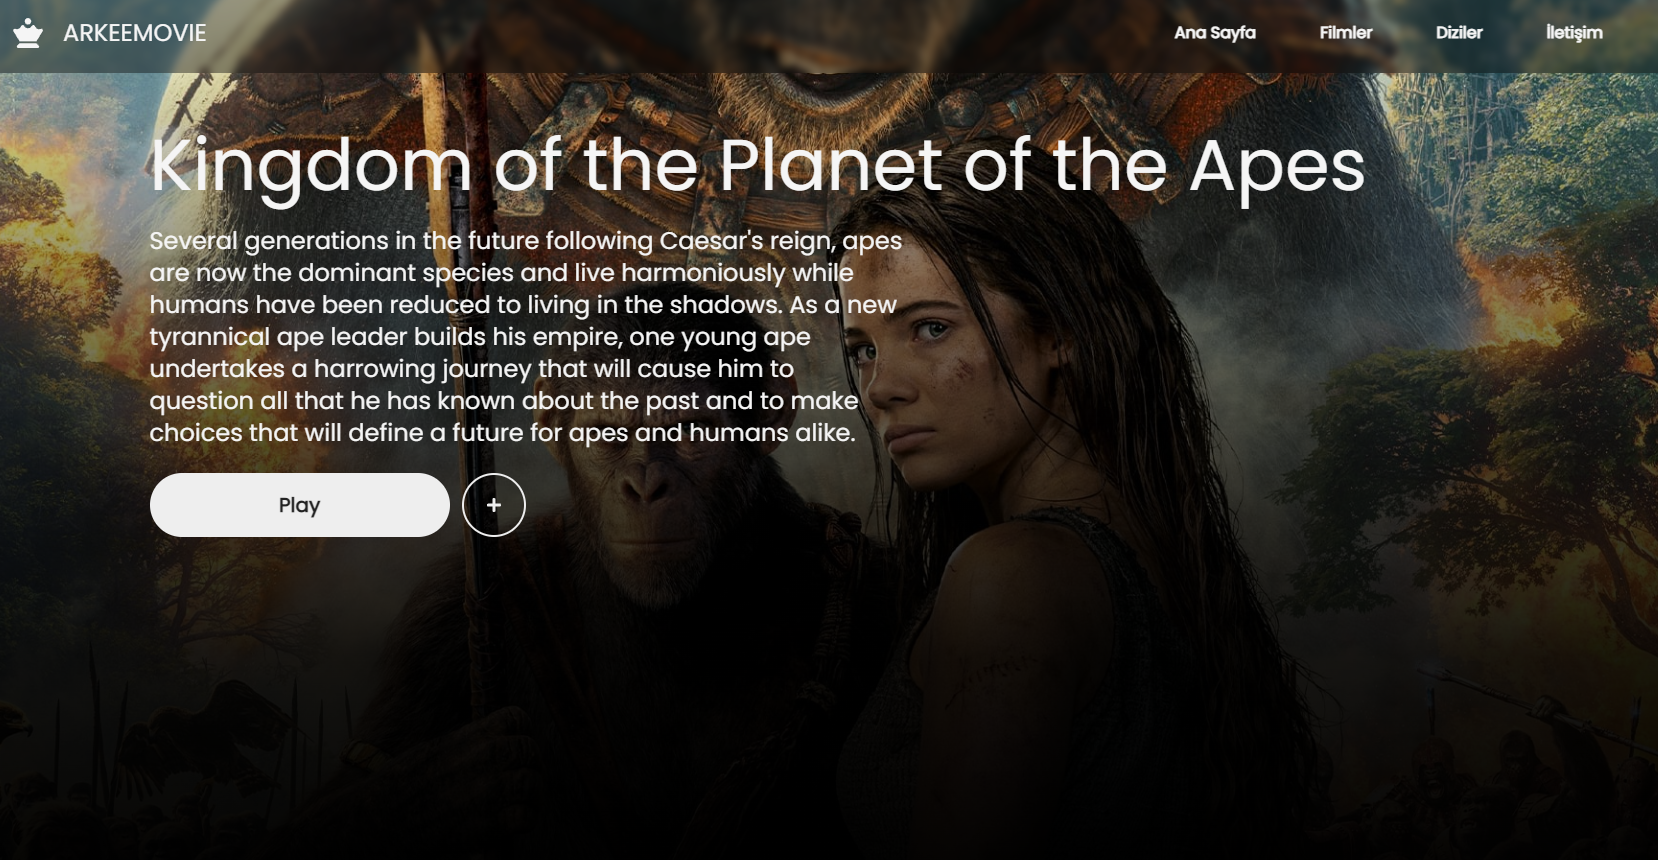 ARKEEMOVIE
Ana Sayfa
Filmler
Diziler
İletişim
Kingdom of the Planet of the Apes
Several generations in the future following Caesar's reign, apes
are now the dominant species and live harmoniously while
humans have been reduced to living in the shadows. As a new
tyrannical ape leader builds his empire, one young ape
undertakes a harrowing journey that will cause him to
question all that he has known about the past and to make
choices that will define a future for apes and humans alike.
Play
+